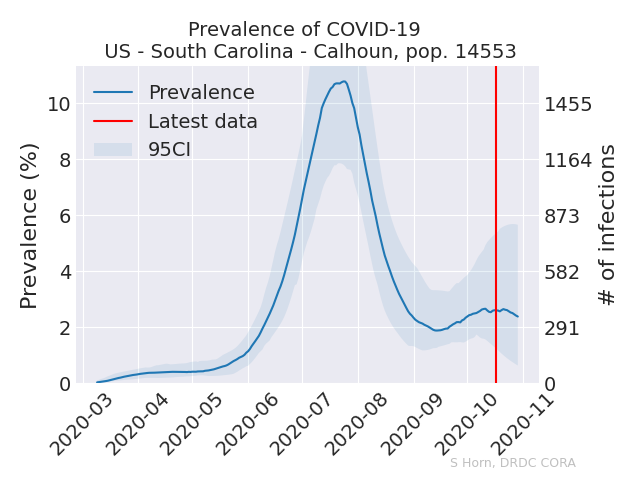 Prevalence of COVID-19
US - South Carolina - Calhoun, pop. 14553
Prevalence
Latest data
95CI
Prevalence (%)
10
8
6
4
2
0
1455
1164
873
582
291
0
# of infections
2020-03
2020-04
2020-05
2020-06
2020-07
2020-08
2020-09
2020-10
2020-11
S Horn, DRDC CORA